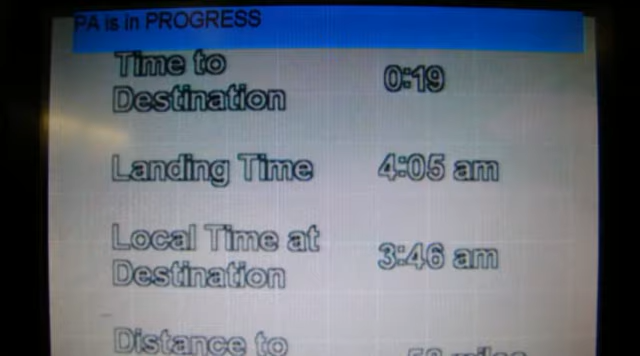 PA is in PROGRESS
Time to
Destination
0:19
Landing Time 4:05 am
Local Time at
Destination
3:46 am
Distance to
miles